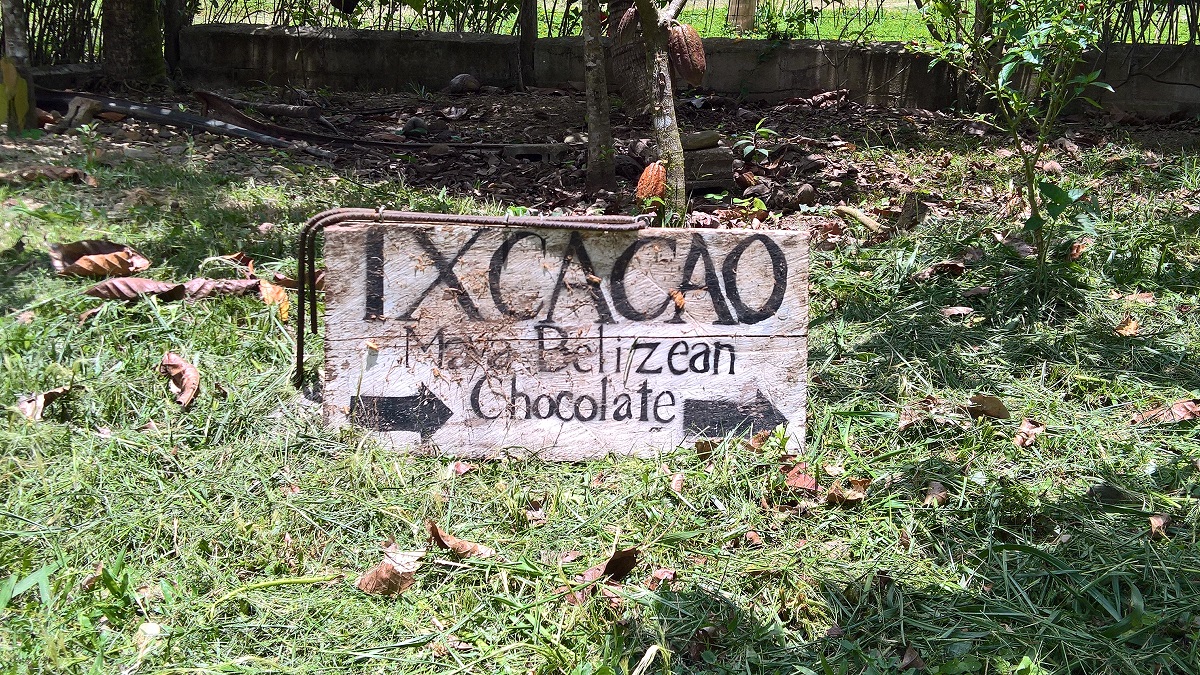 IXCACAO
Maya Belizean
Chocolate